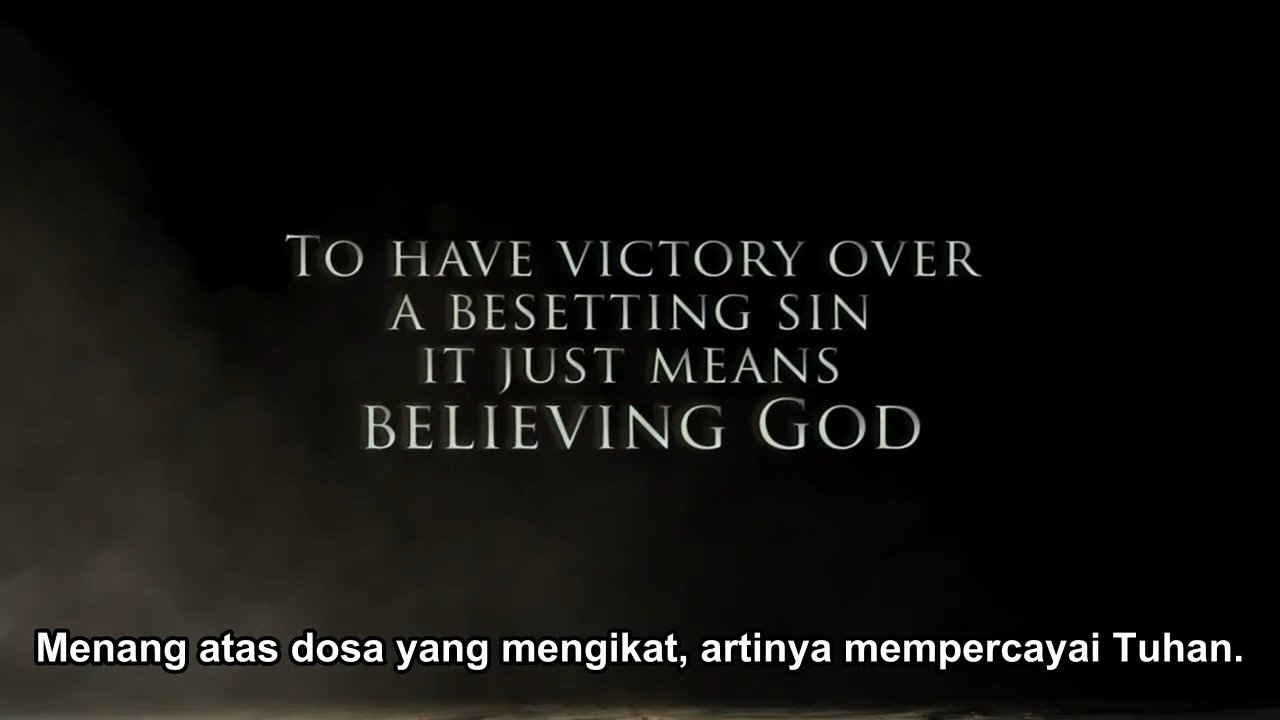 To have victory over
a besetting sin
it just means
believing God
Menang atas dosa yang mengikat, artinya mempercayai Tuhan.